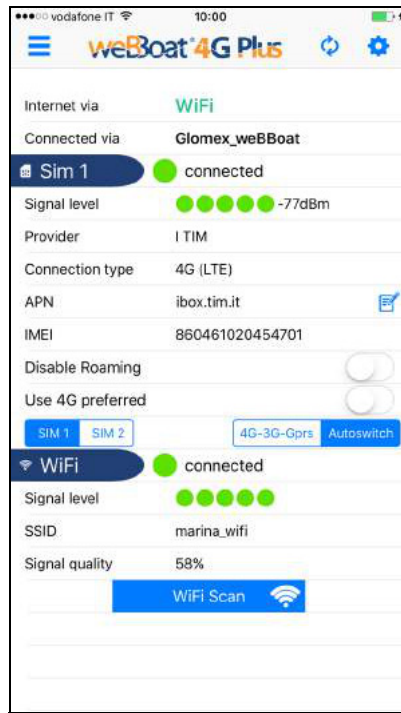 vodafone IT 10:00
weBBoat 4G Plus
Internet via WiFi
Connected via Glomex_weBBoat
Sim 1 connected
Signal level -77dBm
Provider I TIM
Connection type 4G (LTE)
APN ibox.tim.it
IMEI 860461020454701
Disable Roaming
Use 4G preferred
SIM 1 SIM 2 4G-3G-Gprs Autoswitch
WiFi connected
Signal level
SSID marina_wifi
Signal quality 58%
WiFi Scan